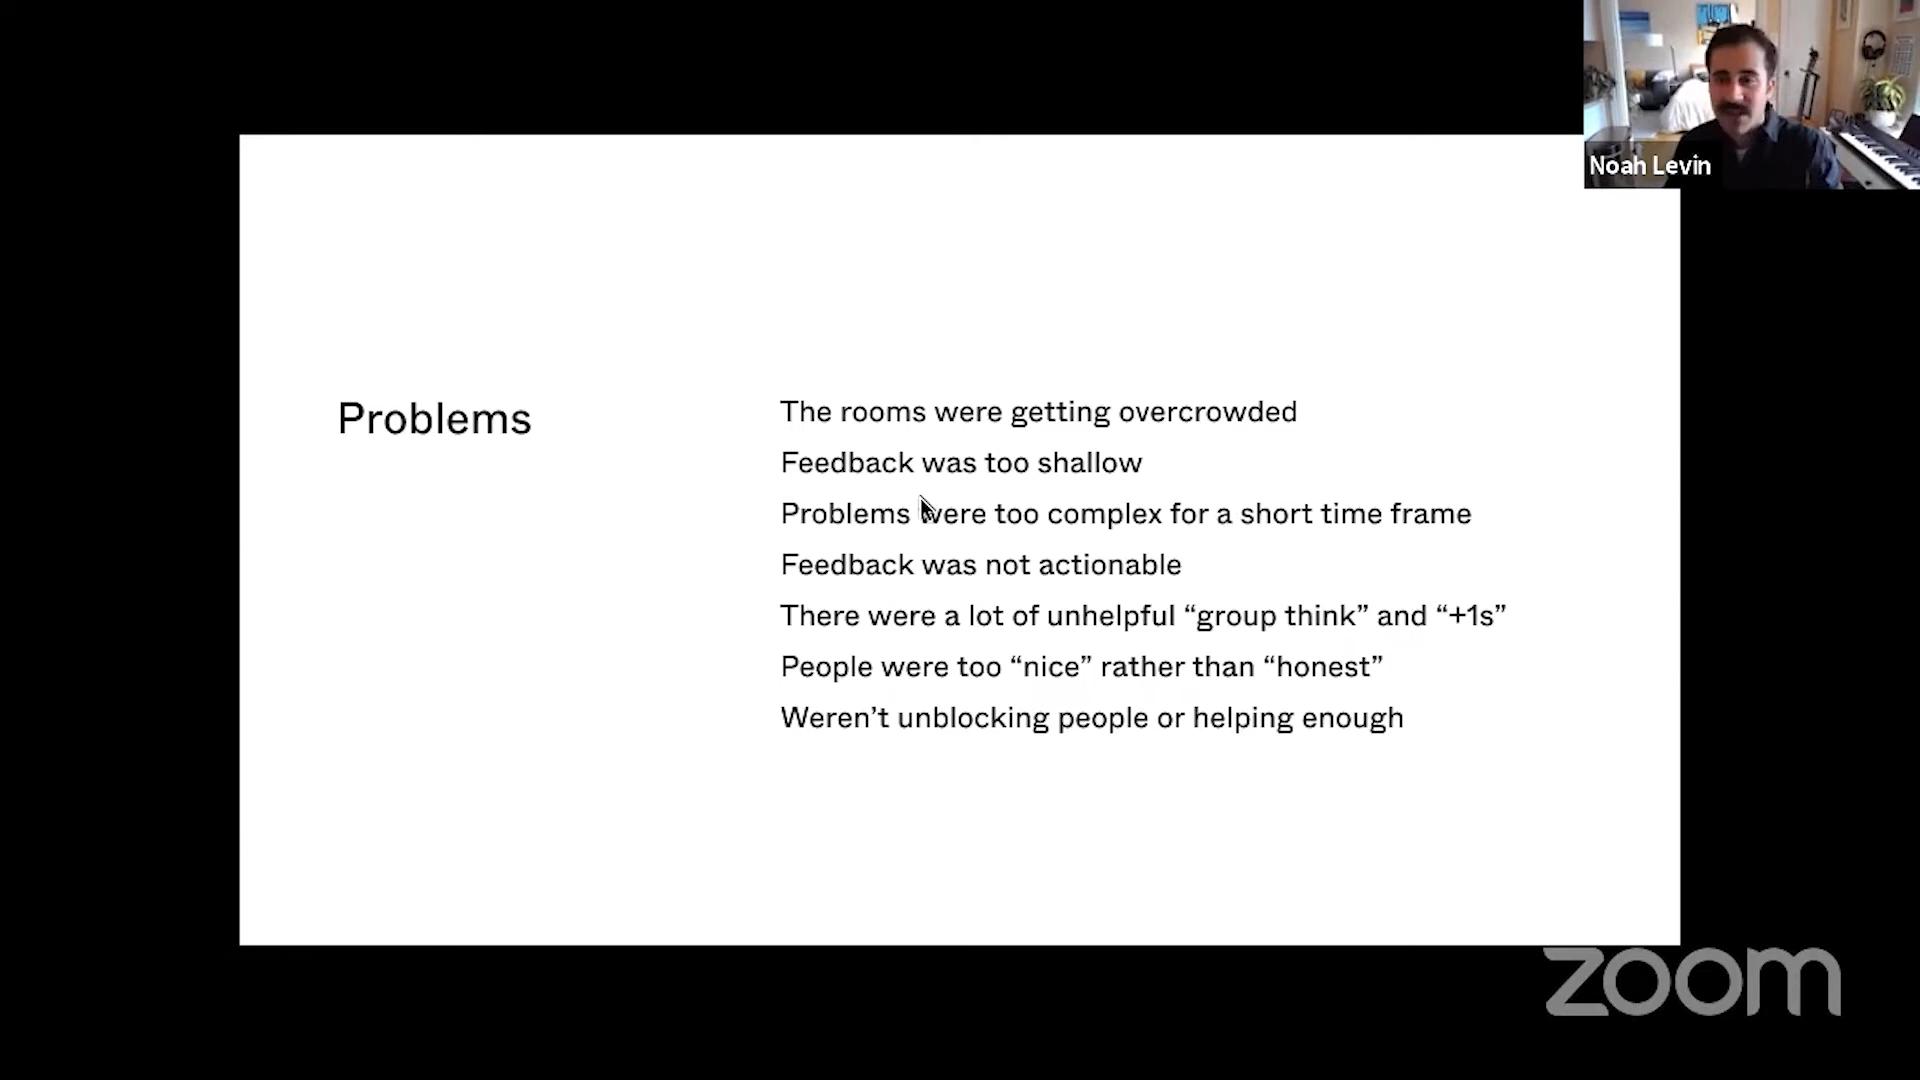 Noah Levin
Problems
The rooms were getting overcrowded
Feedback was too shallow
Problems were too complex for a short time frame
Feedback was not actionable
There were a lot of unhelpful “group think” and “+1s”
People were too “nice” rather than “honest”
Weren’t unblocking people or helping enough
zoom